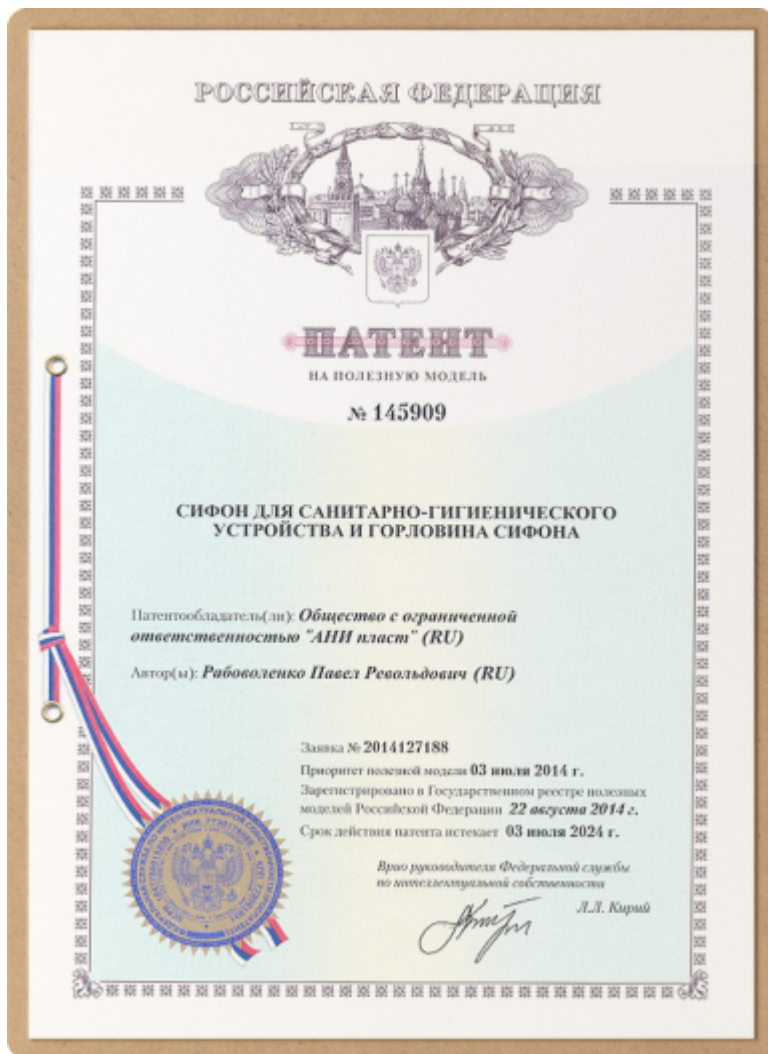 РОССИЙСКАЯ ФЕДЕРАЦИЯ
ПАТЕНТ
НА ПОЛЕЗНУЮ МОДЕЛЬ
№ 145909
СИФОН ДЛЯ САНИТАРНО-ГИГИЕНИЧЕСКОГО
УСТРОЙСТВА И ГОРЛОВИНА СИФОНА
Патентообладатель(ли): Общество с ограниченной
ответственностью "АНИ пласт" (RU)
Автор(ы): Рабоволенко Павел Револьдович (RU)
Заявка № 2014127188
Приоритет полезной модели 03 июля 2014 г.
Зарегистрировано в Государственном реестре полезных
моделей Российской Федерации 22 августа 2014 г.
Срок действия патента истекает 03 июля 2024 г.
Врио руководителя Федеральной службы
по интеллектуальной собственности
Л.Л. Кирий